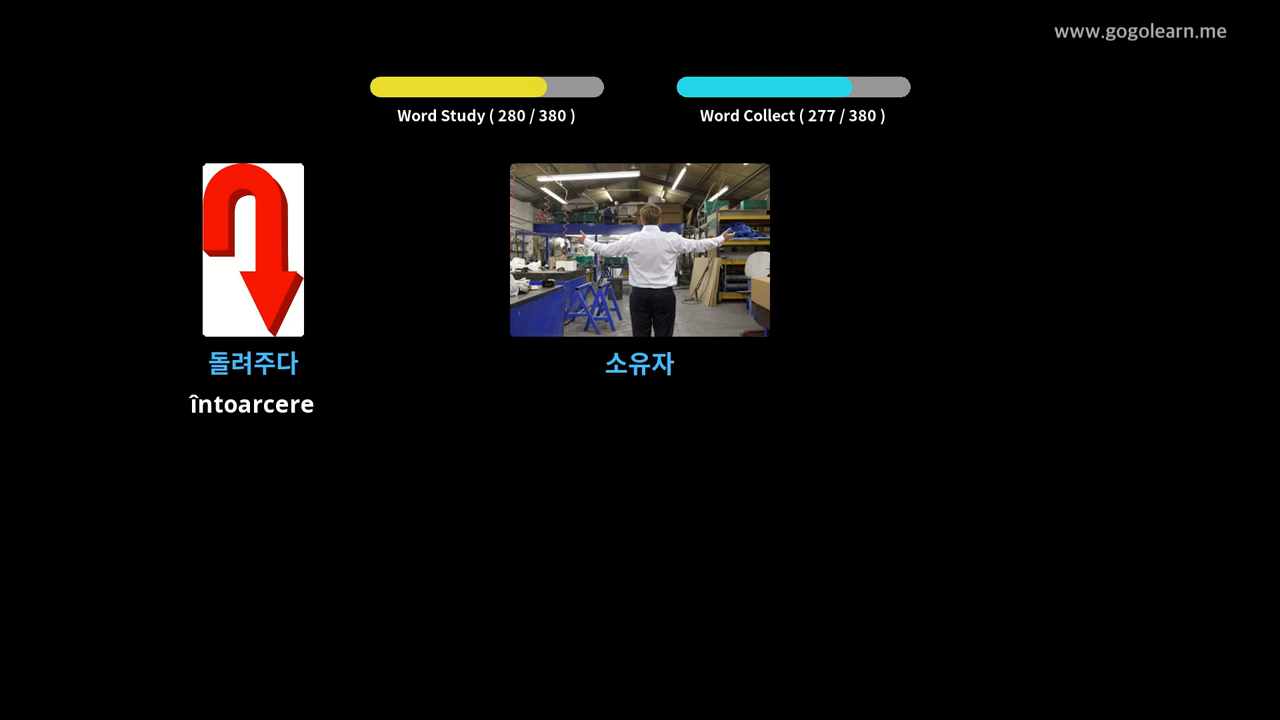 www.gogolearn.me
Word Study ( 280 / 380 )
Word Collect ( 277 / 380 )
돌려주다
소유자
întoarcere